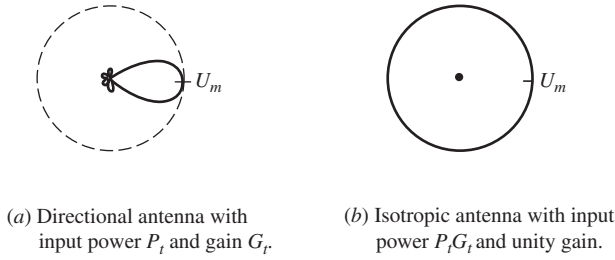 U_m
U_m
(a) Directional antenna with
input power P_t and gain G_t.
(b) Isotropic antenna with input
power P_tG_t and unity gain.